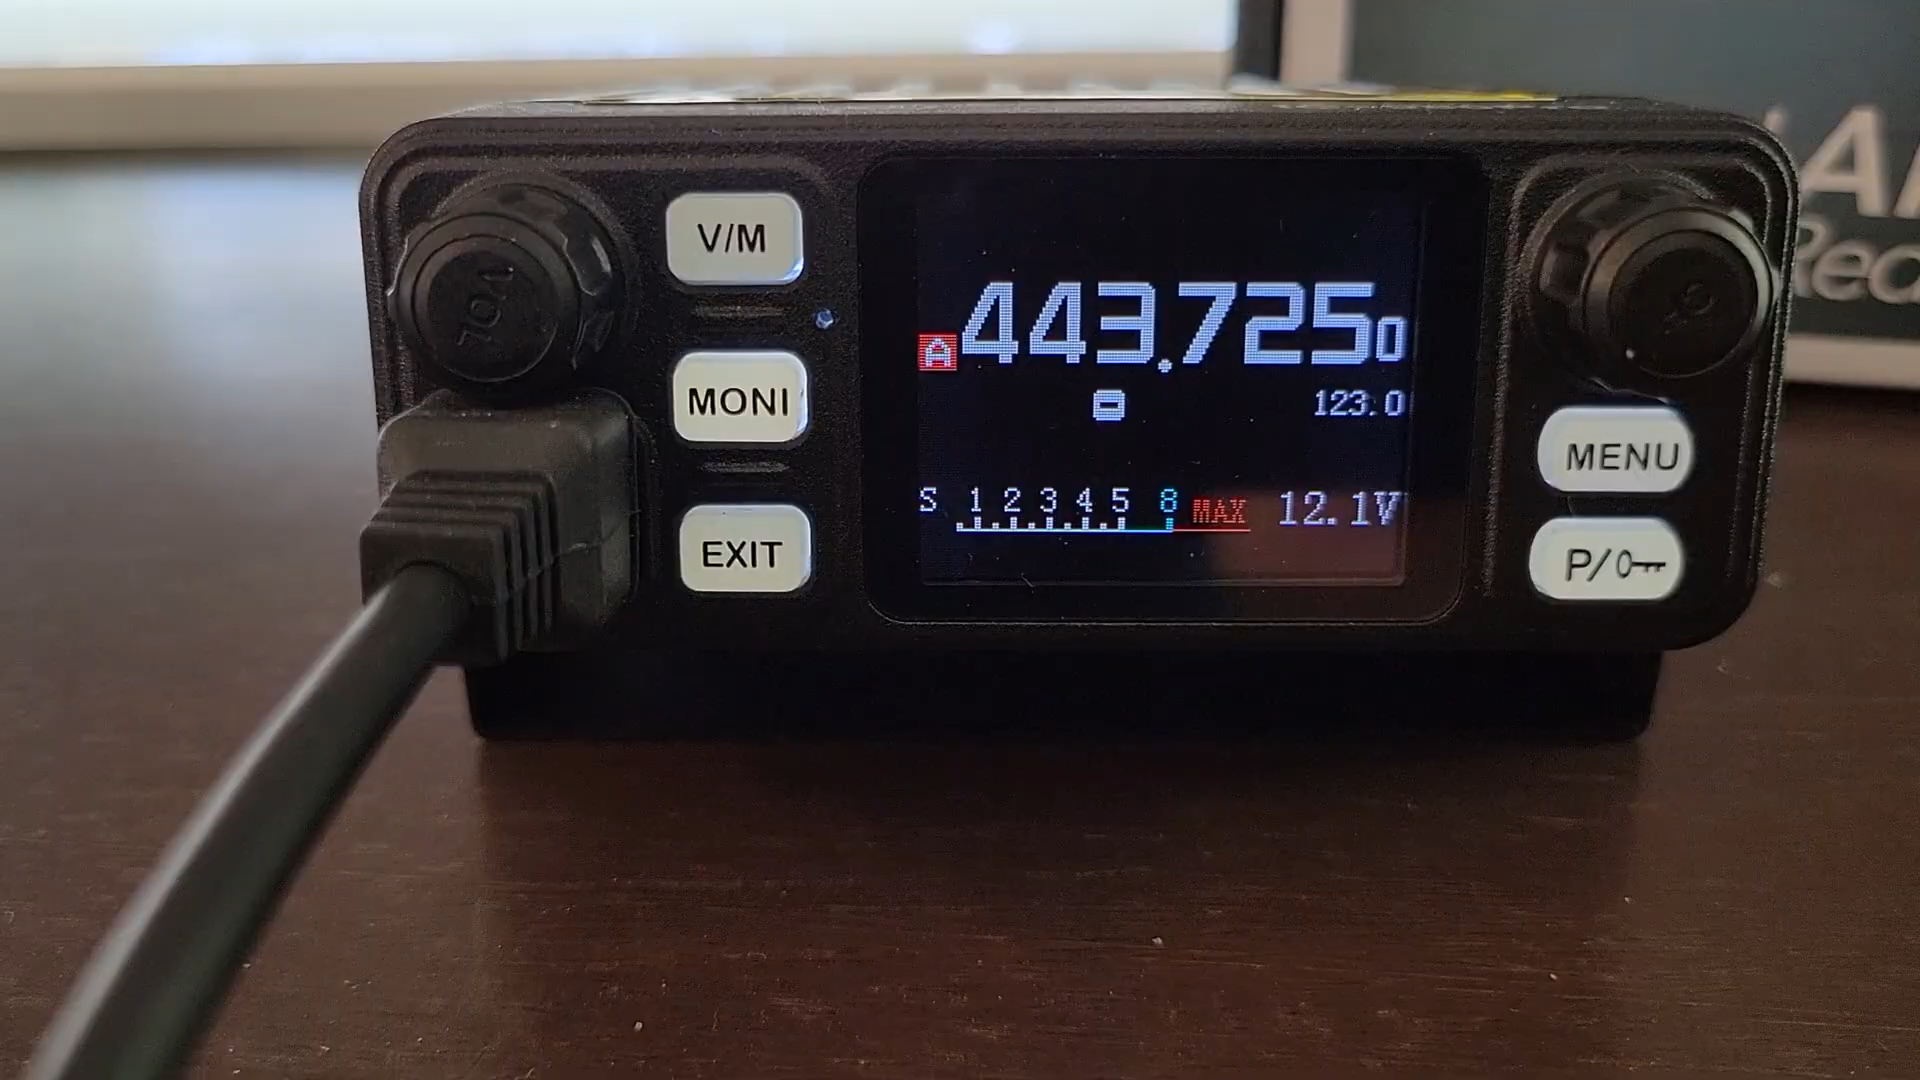 VOL
V/M
MONI
EXIT
A 443.7250
123.0
S 1 2 3 4 5 8 MAX 12.1V
MENU
P/